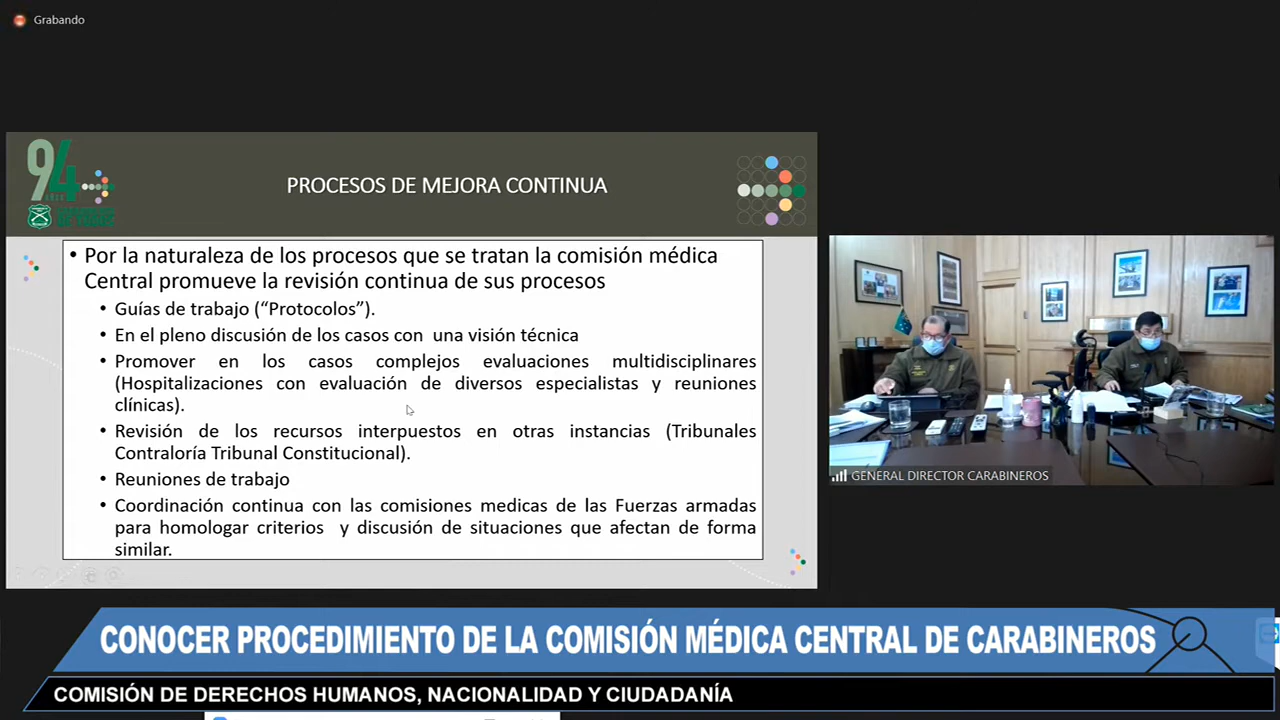 Grabando
94
PROCESOS DE MEJORA CONTINUA
• Por la naturaleza de los procesos que se tratan la comisión médica
Central promueve la revisión continua de sus procesos
• Guías de trabajo (“Protocolos”).
• En el pleno discusión de los casos con  una visión técnica
• Promover en los casos complejos evaluaciones multidisciplinares
(Hospitalizaciones con evaluación de diversos especialistas y reuniones
clínicas).
• Revisión de los recursos interpuestos en otras instancias (Tribunales
Contraloría Tribunal Constitucional).
• Reuniones de trabajo
• Coordinación continua con las comisiones medicas de las Fuerzas armadas
para homologar criterios  y discusión de situaciones que afectan de forma
similar.
GENERAL DIRECTOR CARABINEROS
CONOCER PROCEDIMIENTO DE LA COMISIÓN MÉDICA CENTRAL DE CARABINEROS
COMISIÓN DE DERECHOS HUMANOS, NACIONALIDAD Y CIUDADANÍA